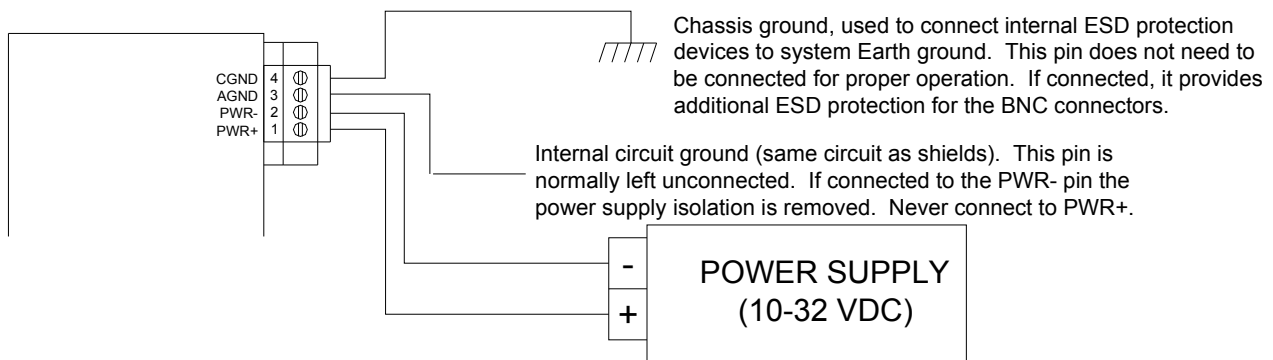 Chassis ground, used to connect internal ESD protection
devices to system Earth ground.  This pin does not need to
be connected for proper operation.  If connected, it provides
additional ESD protection for the BNC connectors.
CGND 4
AGND 3
PWR- 2
PWR+ 1
Internal circuit ground (same circuit as shields).  This pin is
normally left unconnected.  If connected to the PWR- pin the
power supply isolation is removed.  Never connect to PWR+.
-
+
POWER SUPPLY
(10-32 VDC)